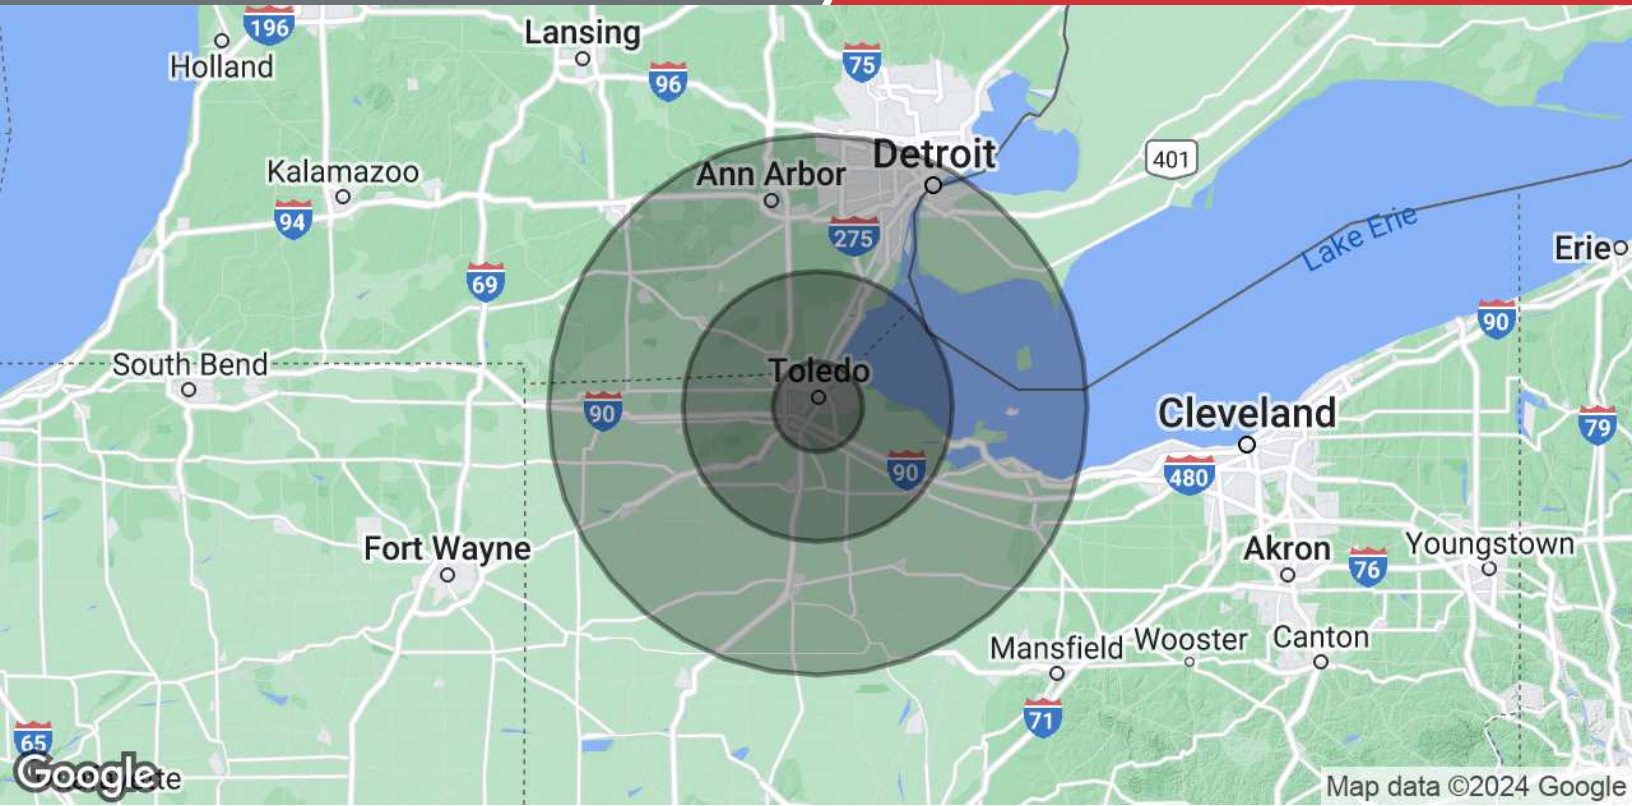 196
Lansing
Holland
75
96
Detroit
401
Kalamazoo
Ann Arbor
94
275
Lake Erie
Erie
69
90
South Bend
Toledo
90
Cleveland
79
90
480
Fort Wayne
Akron
76
Youngstown
Mansfield
Wooster
Canton
71
65
Google
Map data ©2024 Google